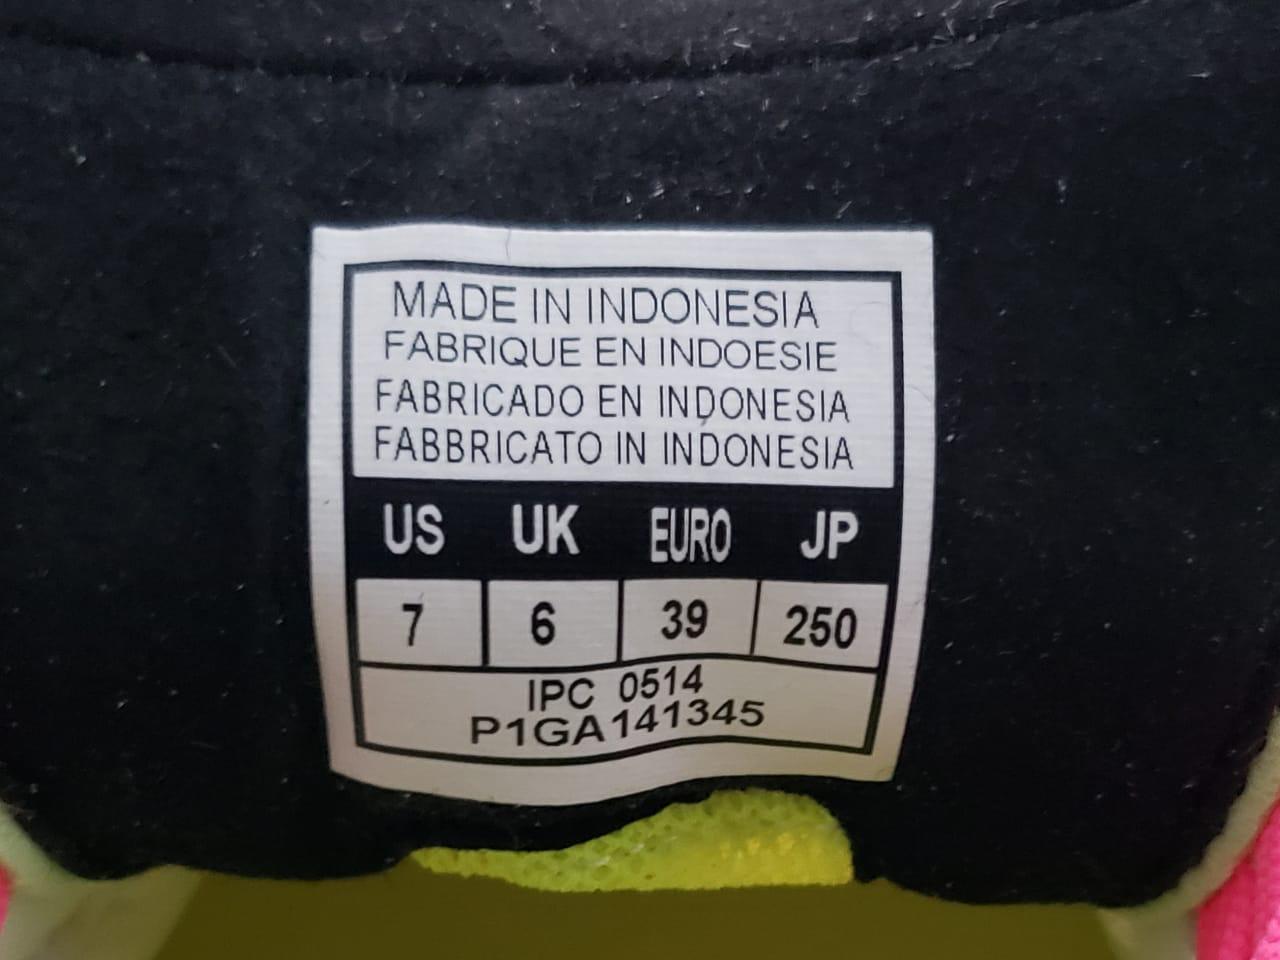 MADE IN INDONESIA
FABRIQUE EN INDOESIE
FABRICADO EN INDONESIA
FABBRICATO IN INDONESIA
US UK EURO JP
7 6 39 250
IPC 0514
P1GA141345